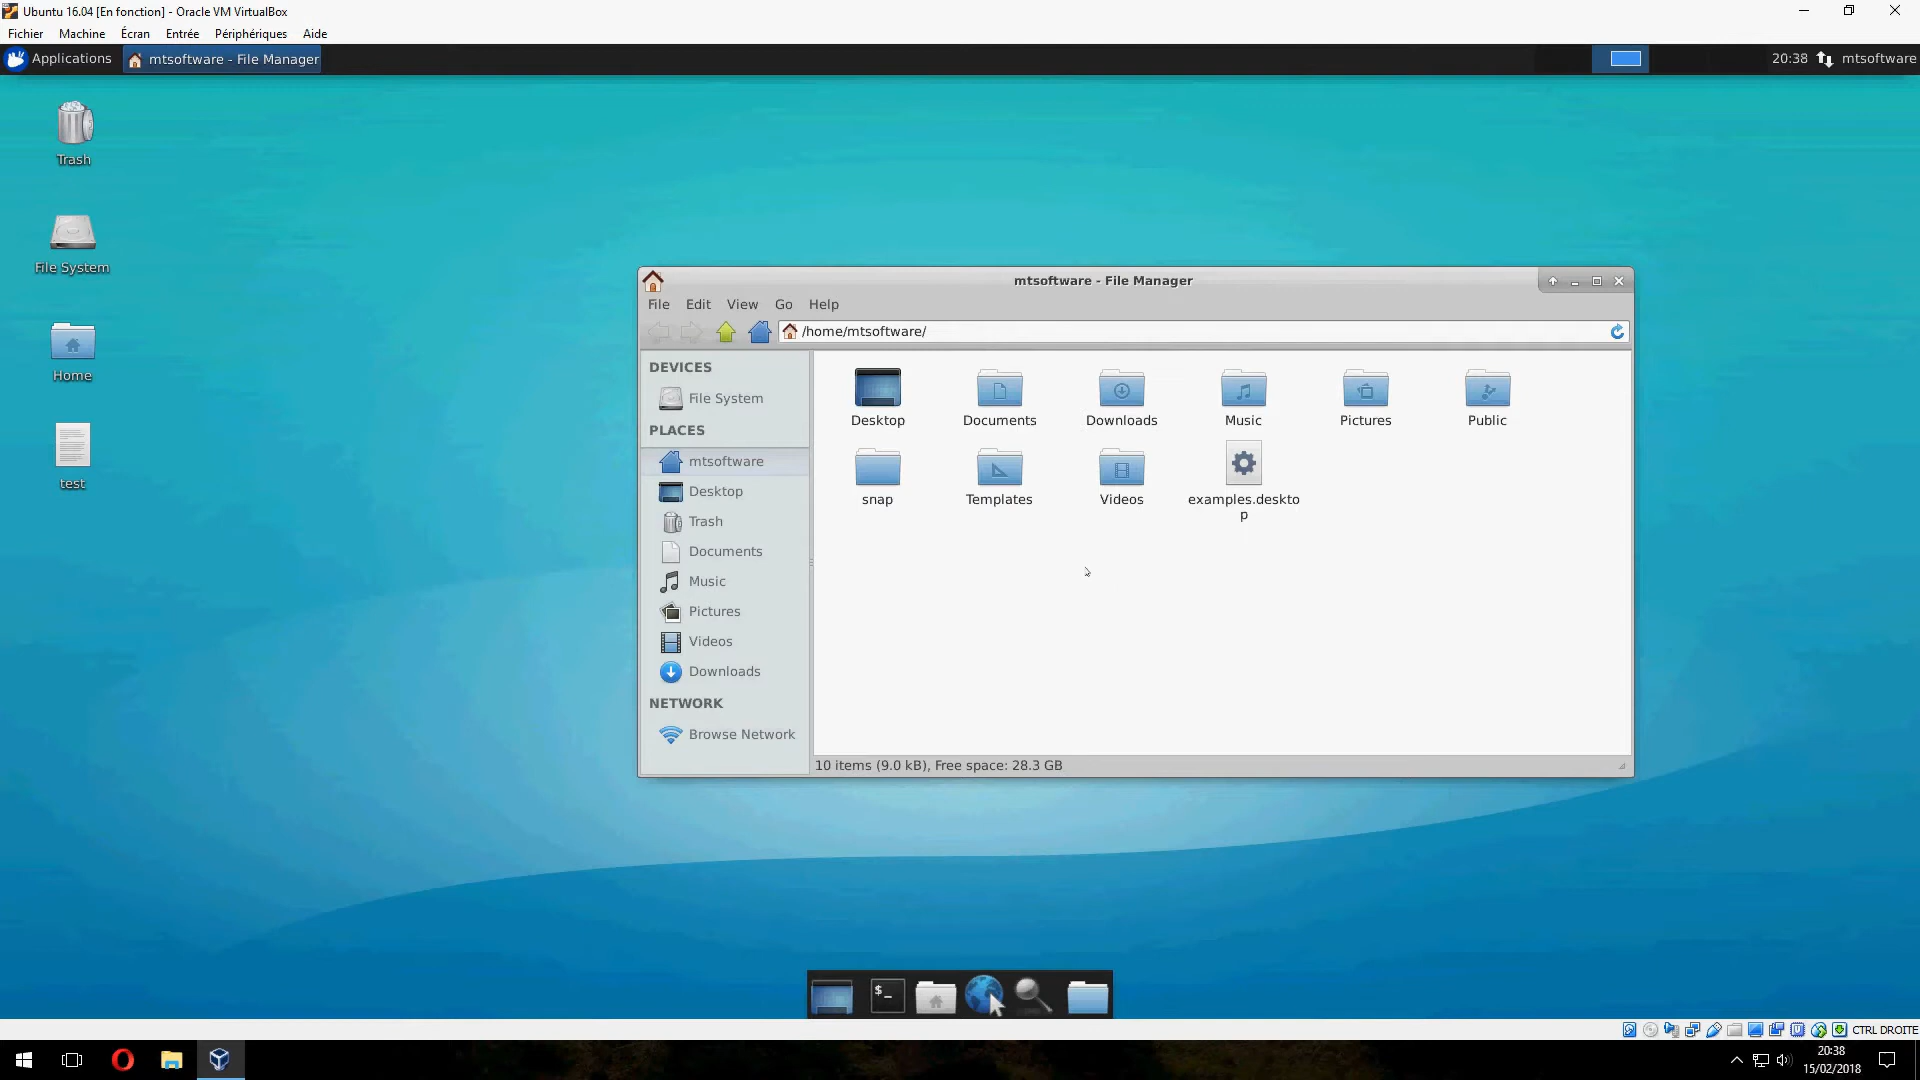 Ubuntu 16.04 [En fonction] - Oracle VM VirtualBox
Fichier Machine Écran Entrée Périphériques Aide
Applications mtsoftware - File Manager 20:38 mtsoftware
Trash
File System
Home
test
mtsoftware - File Manager
File Edit View Go Help
/home/mtsoftware/
DEVICES
File System
PLACES
mtsoftware
Desktop
Trash
Documents
Music
Pictures
Videos
Downloads
NETWORK
Browse Network
Desktop Documents Downloads Music Pictures Public
snap Templates Videos examples.deskto
p
10 items (9.0 kB), Free space: 28.3 GB
$_
CTRL DROITE
20:38
15/02/2018